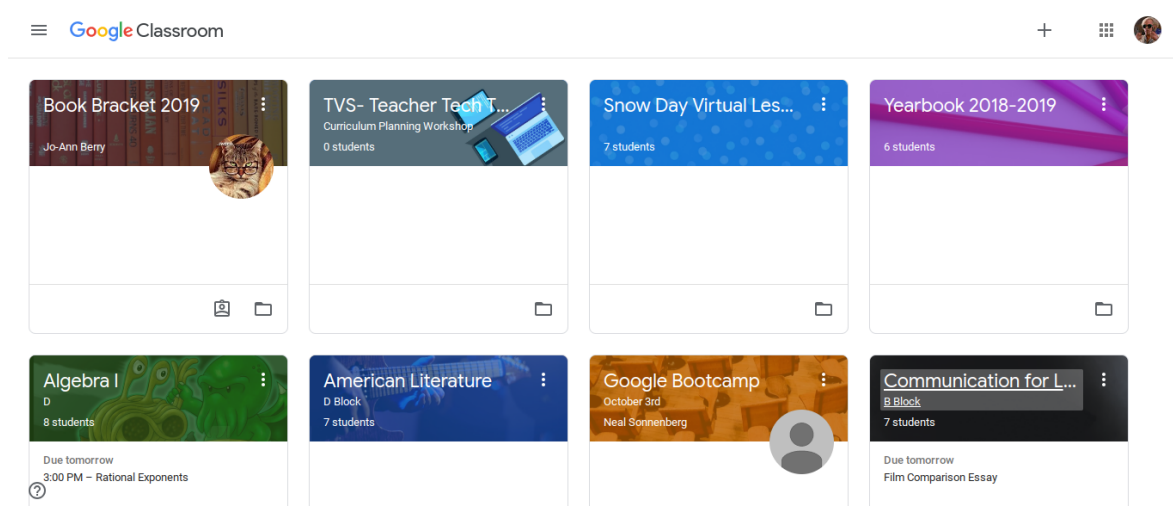 Google Classroom
Book Bracket 2019
Jo-Ann Berry
TVS- Teacher Tech T...
Curriculum Planning Workshop
0 students
Snow Day Virtual Les...
7 students
Yearbook 2018-2019
6 students
Algebra I
D
8 students
Due tomorrow
3:00 PM – Rational Exponents
American Literature
D Block
7 students
Google Bootcamp
October 3rd
Neal Sonnenberg
Communication for L...
B Block
7 students
Due tomorrow
Film Comparison Essay